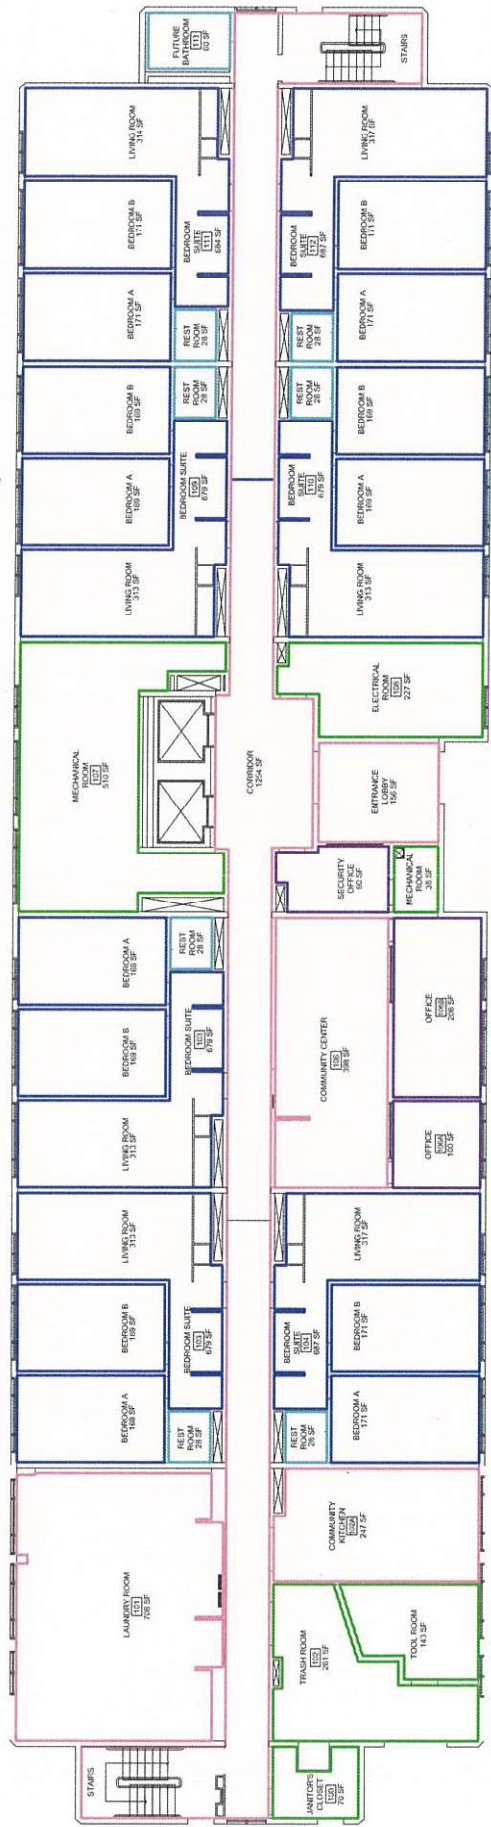 STAIRS
LAUNDRY ROOM
101
708 SF
BEDROOM A
169 SF
BEDROOM B
169 SF
LIVING ROOM
313 SF
REST
ROOM
28 SF
BEDROOM SUITE
103
679 SF
LIVING ROOM
313 SF
BEDROOM B
169 SF
BEDROOM A
169 SF
BEDROOM SUITE
103
679 SF
REST
ROOM
28 SF
MECHANICAL
ROOM
107
510 SF
LIVING ROOM
313 SF
BEDROOM A
169 SF
BEDROOM B
169 SF
BEDROOM SUITE
109
679 SF
REST
ROOM
28 SF
REST
ROOM
28 SF
BEDROOM A
171 SF
BEDROOM B
171 SF
LIVING ROOM
314 SF
BEDROOM
SUITE
111
684 SF
FUTURE
BATHROOM
113
60 SF
CORRIDOR
1254 SF
JANITOR'S
CLOSET
70 SF
TRASH ROOM
102
261 SF
TOOL ROOM
143 SF
COMMUNITY
KITCHEN
102A
247 SF
REST
ROOM
28 SF
BEDROOM
SUITE
104
687 SF
BEDROOM A
171 SF
BEDROOM B
171 SF
LIVING ROOM
317 SF
COMMUNITY CENTER
398 SF
OFFICE
106A
100 SF
OFFICE
106B
206 SF
SECURITY
OFFICE
90 SF
MECHANICAL
ROOM
ENTRANCE
LOBBY
156 SF
ELECTRICAL
ROOM
108
227 SF
LIVING ROOM
313 SF
BEDROOM
SUITE
110
679 SF
BEDROOM A
169 SF
BEDROOM B
169 SF
REST
ROOM
28 SF
REST
ROOM
28 SF
BEDROOM A
171 SF
BEDROOM B
171 SF
BEDROOM
SUITE
112
687 SF
LIVING ROOM
317 SF
STAIRS